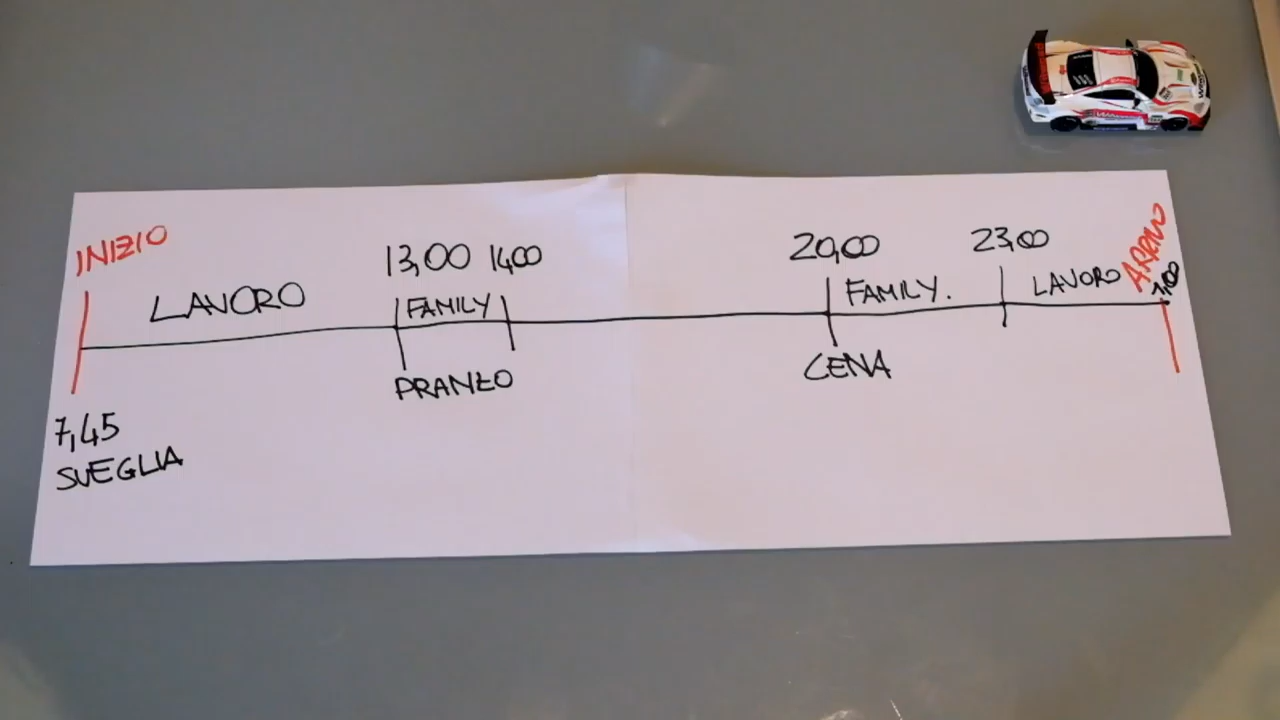 INIZIO
13,00 14,00
20,00
23,00
ARRIVO
1,00
LAVORO
FAMILY
FAMILY.
LAVORO
PRANZO
CENA
7,45
SVEGLIA